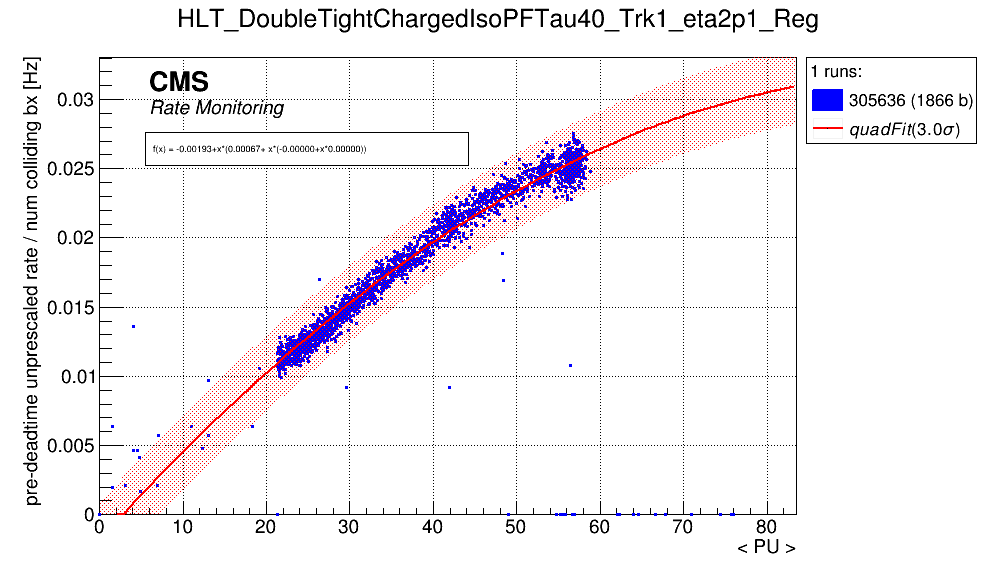 HLT_DoubleTightChargedIsoPFTau40_Trk1_eta2p1_Reg
pre-deadtime unprescaled rate / num colliding bx [Hz]
CMS
Rate Monitoring
f(x) = -0.00193+x*(0.00067+ x*(-0.00000+x*0.00000))
1 runs:
305636 (1866 b)
quadFit(3.0σ)
0.03
0.025
0.02
0.015
0.01
0.005
0
0 10 20 30 40 50 60 70 80
< PU >